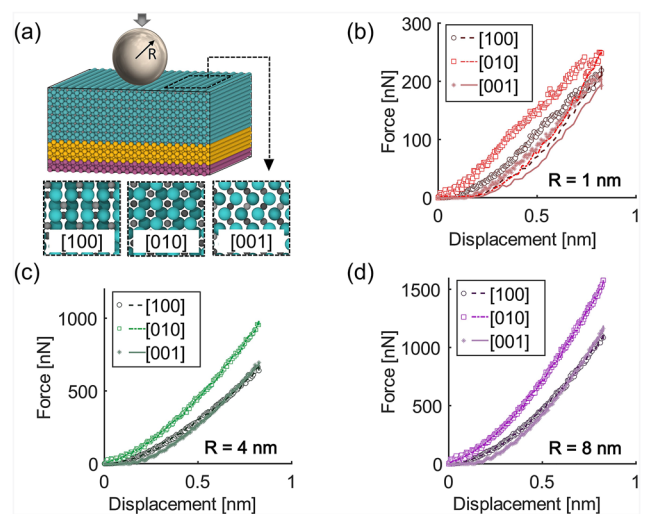 (a)
R
[100]
[010]
[001]
(b)
[100]
[010]
[001]
Force [nN]
300
200
100
0
0
0.5
1
R = 1 nm
Displacement [nm]
(c)
[100]
[010]
[001]
Force [nN]
1000
500
0
0
0.5
1
R = 4 nm
Displacement [nm]
(d)
[100]
[010]
[001]
Force [nN]
1500
1000
500
0
0
0.5
1
R = 8 nm
Displacement [nm]